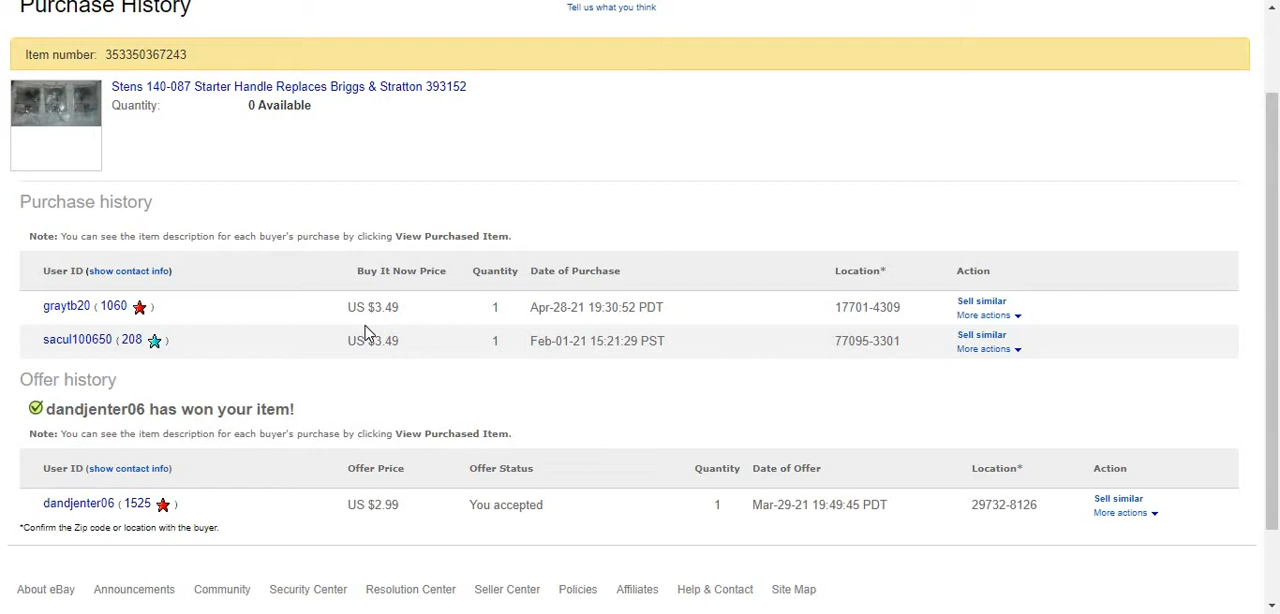 Purchase History
Tell us what you think
Item number: 353350367243
Stens 140-087 Starter Handle Replaces Briggs & Stratton 393152
Quantity: 0 Available
Purchase history
Note: You can see the item description for each buyer's purchase by clicking View Purchased Item.
User ID (show contact info) Buy It Now Price Quantity Date of Purchase Location* Action
graytb20 ( 1060 ) US $3.49 1 Apr-28-21 19:30:52 PDT 17701-4309 Sell similar
More actions
sacul100650 ( 208 ) US $3.49 1 Feb-01-21 15:21:29 PST 77095-3301 Sell similar
More actions
Offer history
dandjenter06 has won your item!
Note: You can see the item description for each buyer's purchase by clicking View Purchased Item.
User ID (show contact info) Offer Price Offer Status Quantity Date of Offer Location* Action
dandjenter06 ( 1525 ) US $2.99 You accepted 1 Mar-29-21 19:49:45 PDT 29732-8126 Sell similar
More actions
*Confirm the Zip code or location with the buyer.
About eBay Announcements Community Security Center Resolution Center Seller Center Policies Affiliates Help & Contact Site Map